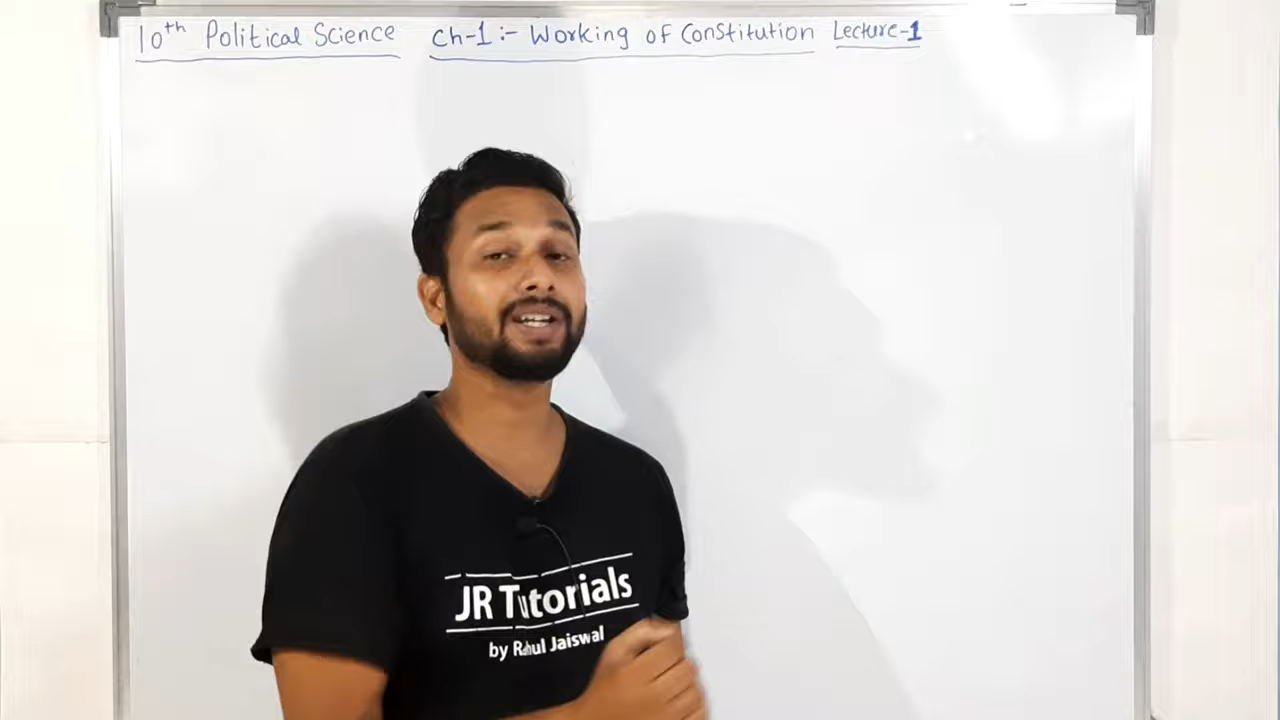 10th Political Science ch-1:- Working of Constitution Lecture-1
JR Tutorials
by Rahul Jaiswal